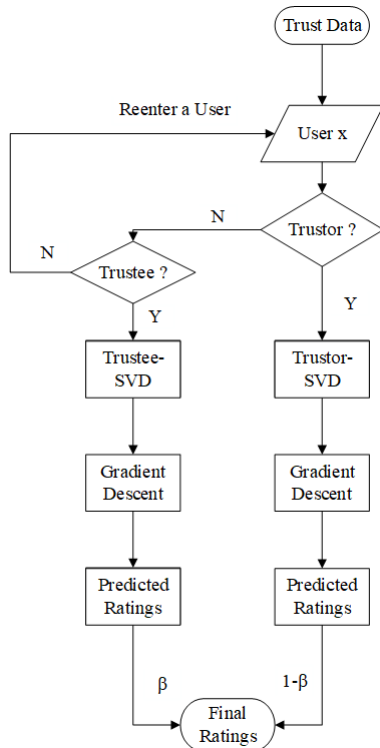 Trust Data
Reenter a User
User x
N
Trustor ?
N
Trustee ?
Y
Y
Trustee-
SVD
Trustor-
SVD
Gradient
Descent
Gradient
Descent
Predicted
Ratings
Predicted
Ratings
β
1-β
Final
Ratings